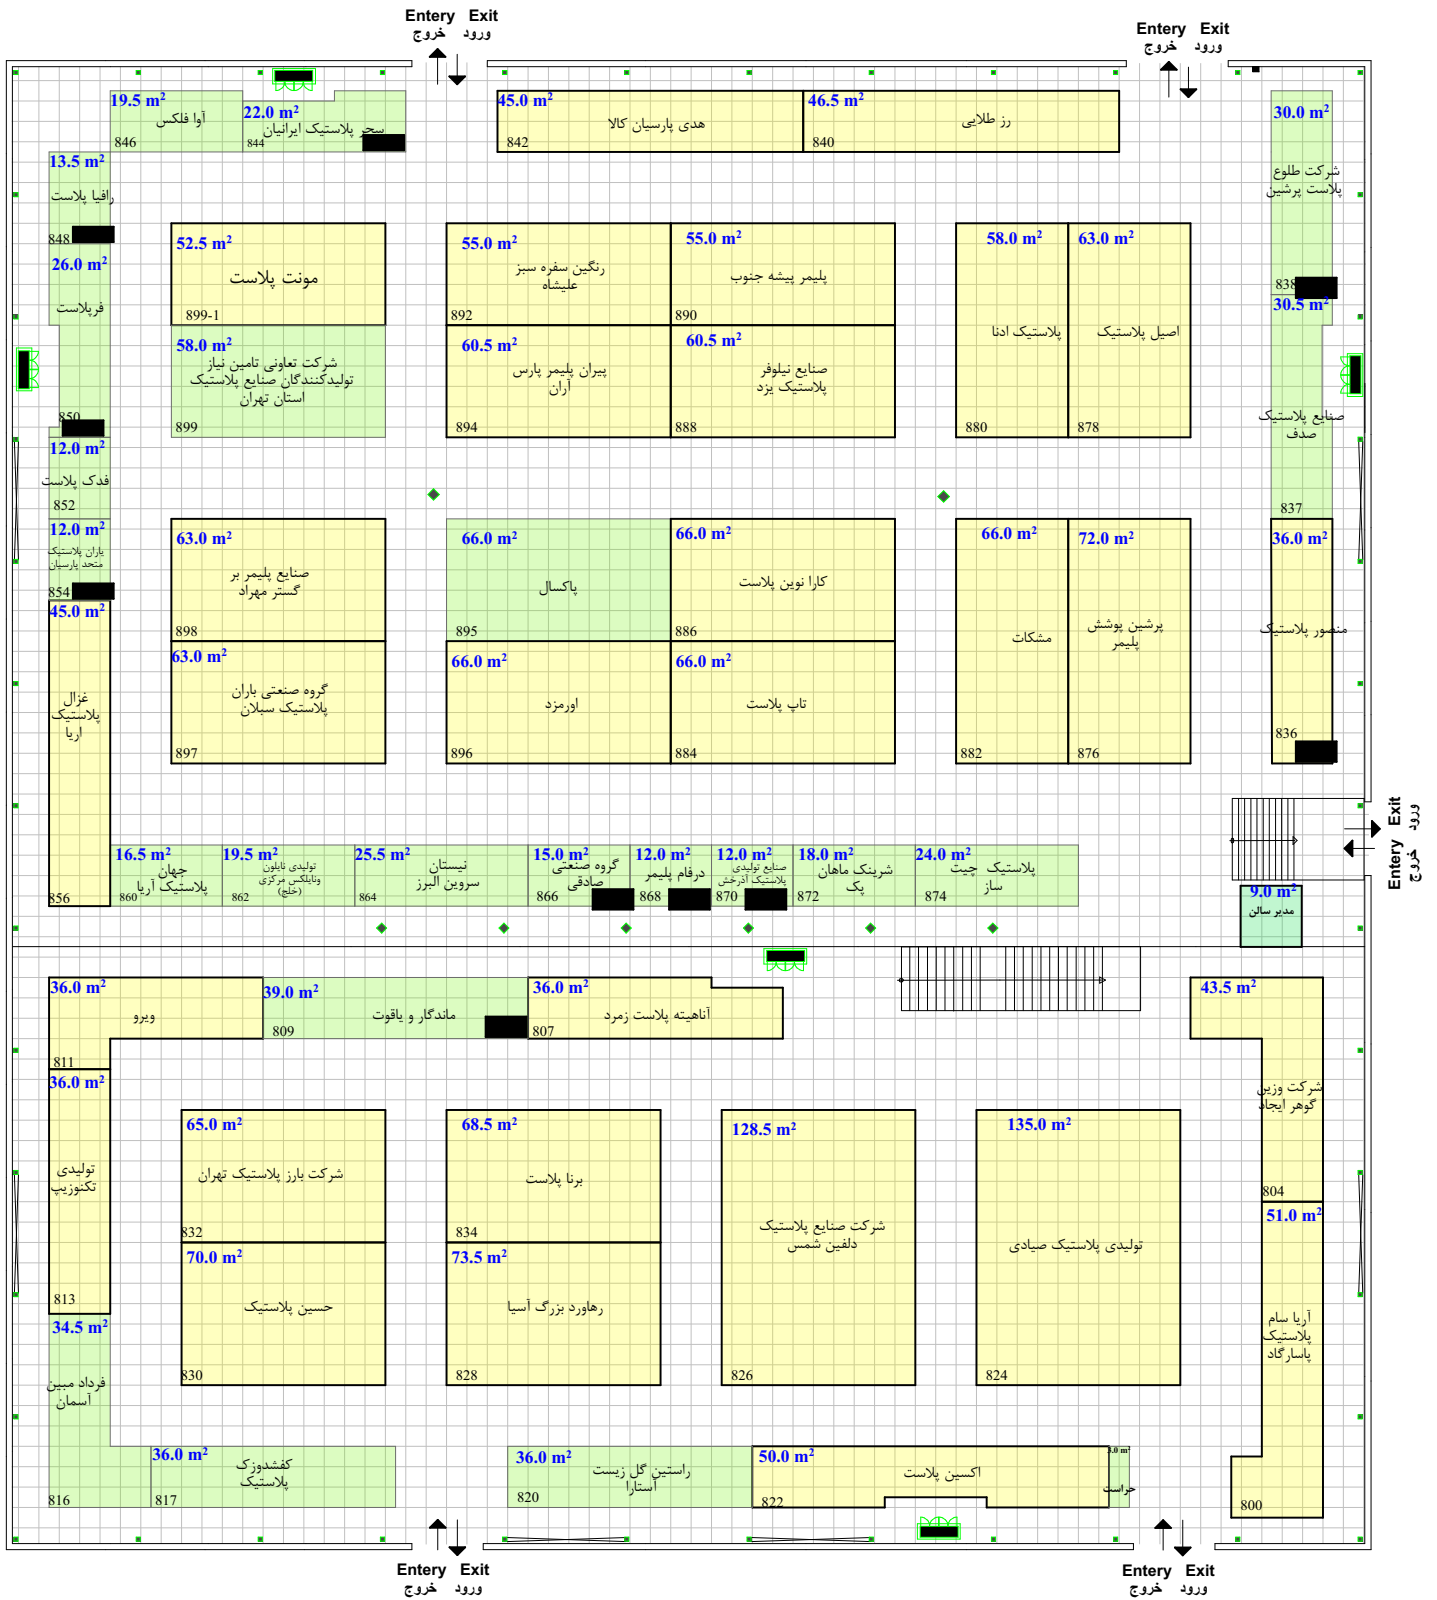 Entery Exit
خروج ورود
Entery Exit
خروج ورود
19.5 m²
آوا فلکس
846
22.0 m²
سحر پلاستیک ایرانیان
844
45.0 m²
هدی پارسیان کالا
842
46.5 m²
رز طلایی
840
30.0 m²
شرکت طلوع
پلاست پرشین
838
13.5 m²
رافیا پلاست
848
26.0 m²
فرپلاست
850
52.5 m²
مونت پلاست
899-1
55.0 m²
رنگین سفره سبز
علیشاه
892
55.0 m²
پلیمر پیشه جنوب
890
58.0 m²
پلاستیک ادنا
880
63.0 m²
اصیل پلاستیک
878
30.5 m²
صنایع پلاستیک
صدف
837
58.0 m²
شرکت تعاونی تامین نیاز
تولیدکنندگان صنایع پلاستیک
استان تهران
899
60.5 m²
پیران پلیمر پارس
آران
894
60.5 m²
صنایع نیلوفر
پلاستیک یزد
888
12.0 m²
فدک پلاست
852
12.0 m²
یاران پلاستیک
متحد پارسیان
854
63.0 m²
صنایع پلیمر بر
گستر مهراد
898
66.0 m²
پاکسال
895
66.0 m²
کارا نوین پلاست
886
66.0 m²
مشکات
882
72.0 m²
پرشین پوشش
پلیمر
876
36.0 m²
منصور پلاستیک
836
45.0 m²
غزال
پلاستیک
اریا
856
63.0 m²
گروه صنعتی باران
پلاستیک سبلان
897
66.0 m²
اورمزد
896
66.0 m²
تاپ پلاست
884
Entery Exit
خروج ورود
16.5 m²
جهان
پلاستیک آریا
860
19.5 m²
تولیدی نایلون
ونایلکس مرکزی
(خلج)
862
25.5 m²
نیستان
سروین البرز
864
15.0 m²
گروه صنعتی
صادقی
866
12.0 m²
درفام پلیمر
868
12.0 m²
صنایع تولیدی
پلاستیک آذرخش
870
18.0 m²
شرینک ماهان
پک
872
24.0 m²
پلاستیک چیت
ساز
874
9.0 m²
مدیر سالن
36.0 m²
ویرو
811
39.0 m²
ماندگار و یاقوت
809
36.0 m²
آناهیته پلاست زمرد
807
43.5 m²
شرکت وزین
گوهر ایجاد
804
36.0 m²
تولیدی
تکنوزیپ
813
65.0 m²
شرکت بارز پلاستیک تهران
832
68.5 m²
برنا پلاست
834
128.5 m²
شرکت صنایع پلاستیک
دلفین شمس
826
135.0 m²
تولیدی پلاستیک صیادی
824
51.0 m²
آریا سام
پلاستیک
پاسارگاد
800
70.0 m²
حسین پلاستیک
830
73.5 m²
رهاورد بزرگ آسیا
828
34.5 m²
فرداد مبین
آسمان
816
36.0 m²
کفشدوزک
پلاستیک
817
36.0 m²
راستین گل زیست
آستارا
820
50.0 m²
اکسین پلاست
822
3.0 m²
حراست
Entery Exit
خروج ورود
Entery Exit
خروج ورود